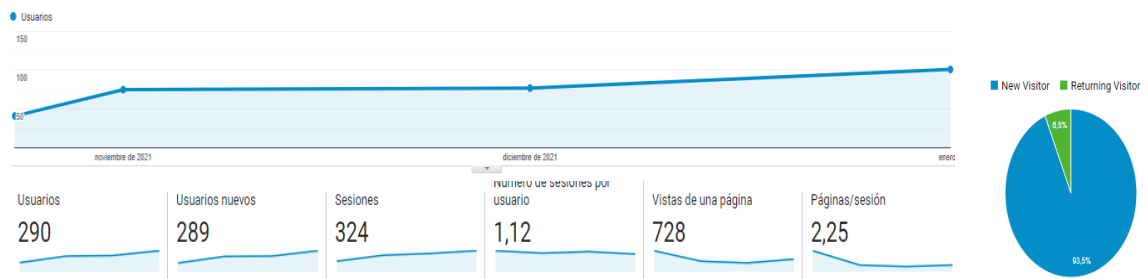 Usuarios
150
100
50
noviembre de 2021
diciembre de 2021
enero
New Visitor
Returning Visitor
6,5%
93,5%
Usuarios
290
Usuarios nuevos
289
Sesiones
324
Número de sesiones por
usuario
1,12
Vistas de una página
728
Páginas/sesión
2,25